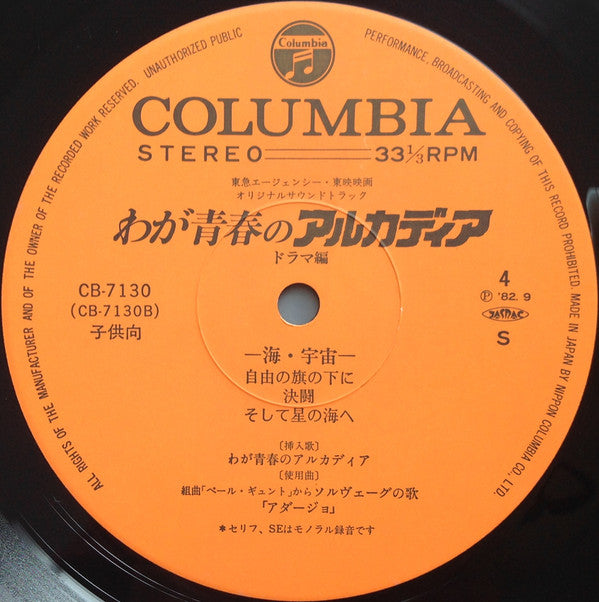 Columbia
ALL RIGHTS OF THE MANUFACTURER AND OF THE OWNER OF THE RECORDED WORK RESERVED. UNAUTHORIZED PUBLIC PERFORMANCE, BROADCASTING AND COPYING OF THIS RECORD PROHIBITED. MADE IN JAPAN BY NIPPON COLUMBIA CO., LTD.
COLUMBIA
STEREO 33⅓RPM
東急エージェンシー・東映映画
オリジナルサウンドトラック
わが青春のアルカディア
ドラマ編
CB-7130
(CB-7130B)
子供向
4
Ⓟ '82.9
JASRAC
S
—海・宇宙—
自由の旗の下に
決闘
そして星の海へ
〔挿入歌〕
わが青春のアルカディア
〔使用曲〕
組曲「ペール・ギュント」からソルヴェーグの歌
「アダージョ」
*セリフ、SEはモノラル録音です